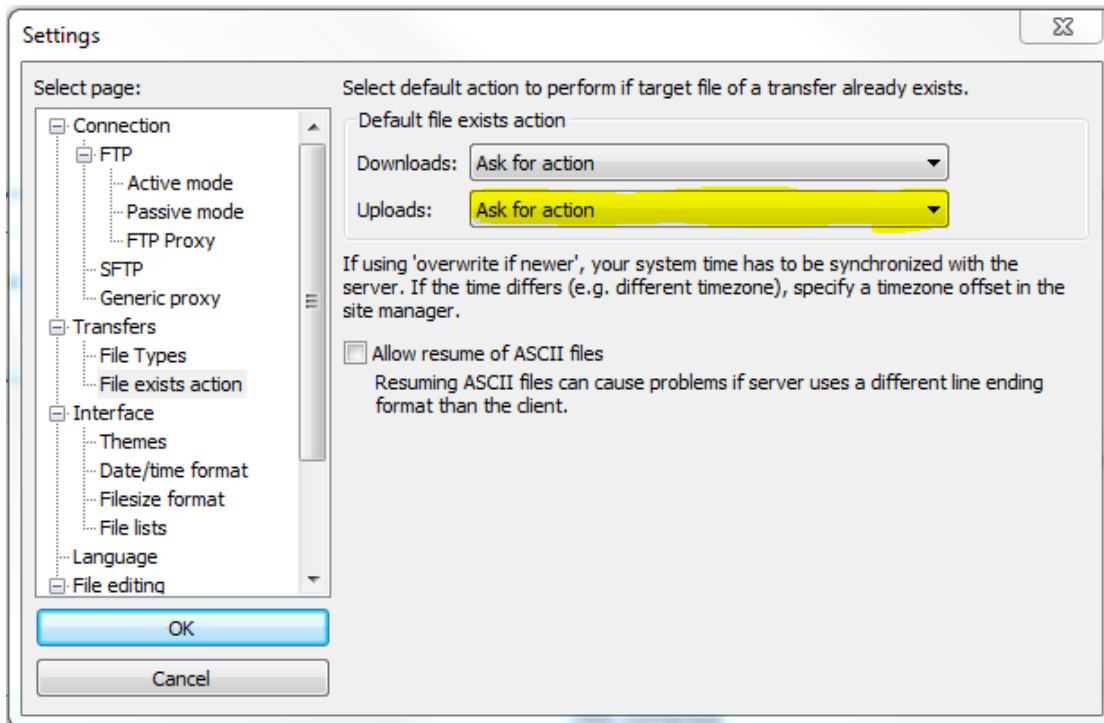 Settings
Select page:
Connection
FTP
Active mode
Passive mode
FTP Proxy
SFTP
Generic proxy
Transfers
File Types
File exists action
Interface
Themes
Date/time format
Filesize format
File lists
Language
File editing
OK
Cancel
Select default action to perform if target file of a transfer already exists.
Default file exists action
Downloads: Ask for action
Uploads: Ask for action
If using 'overwrite if newer', your system time has to be synchronized with the
server. If the time differs (e.g. different timezone), specify a timezone offset in the
site manager.
Allow resume of ASCII files
Resuming ASCII files can cause problems if server uses a different line ending
format than the client.